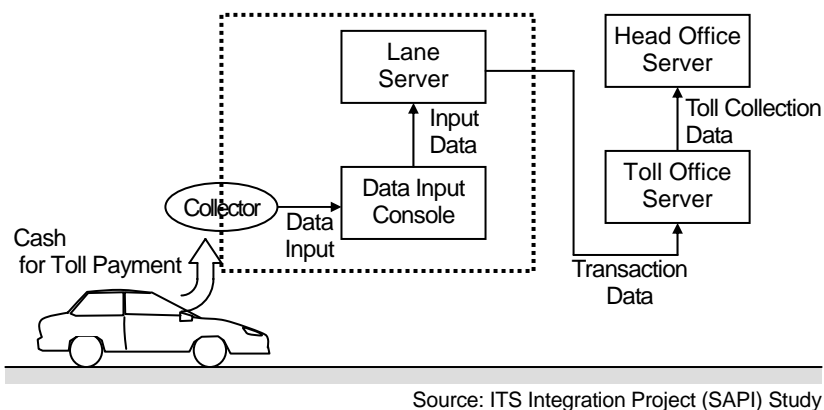 Lane
Server
Head Office
Server
Input
Data
Toll Collection
Data
Collector
Data
Input
Data Input
Console
Toll Office
Server
Cash
for Toll Payment
Transaction
Data
Source: ITS Integration Project (SAPI) Study